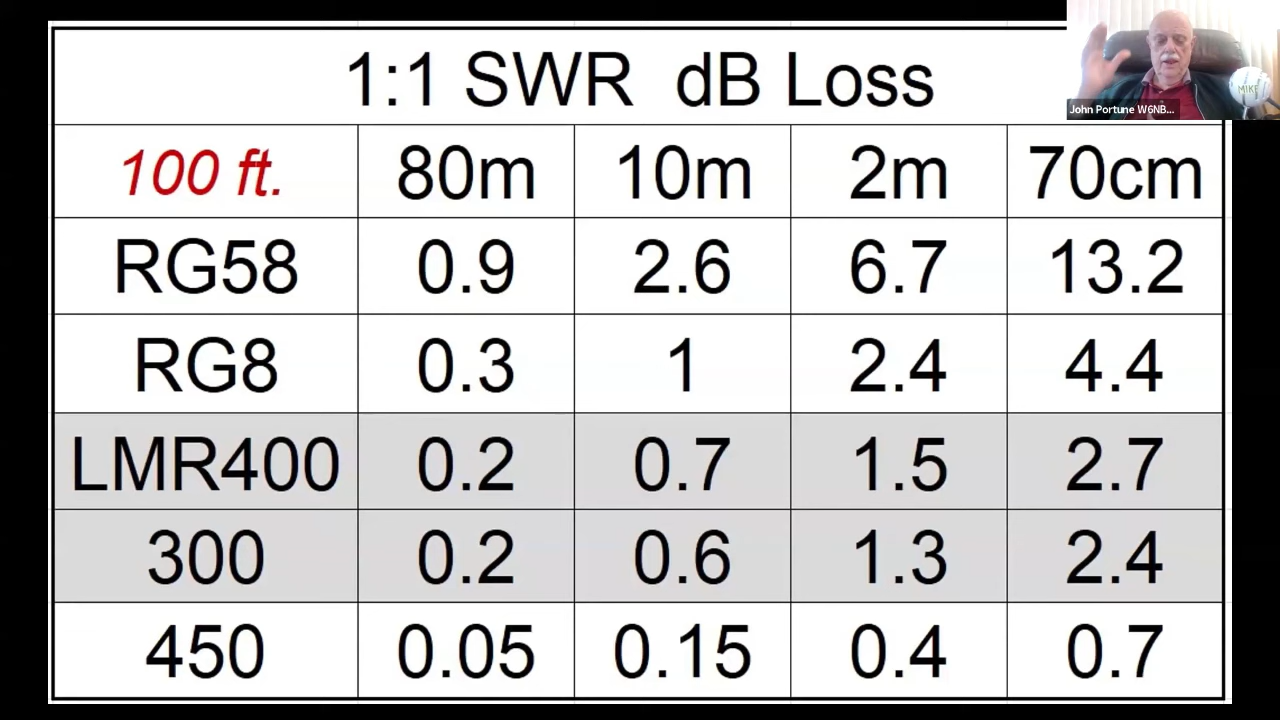 1:1 SWR dB Loss
100 ft. 80m 10m 2m 70cm
RG58 0.9 2.6 6.7 13.2
RG8 0.3 1 2.4 4.4
LMR400 0.2 0.7 1.5 2.7
300 0.2 0.6 1.3 2.4
450 0.05 0.15 0.4 0.7
MIKE
John Portune W6NB...